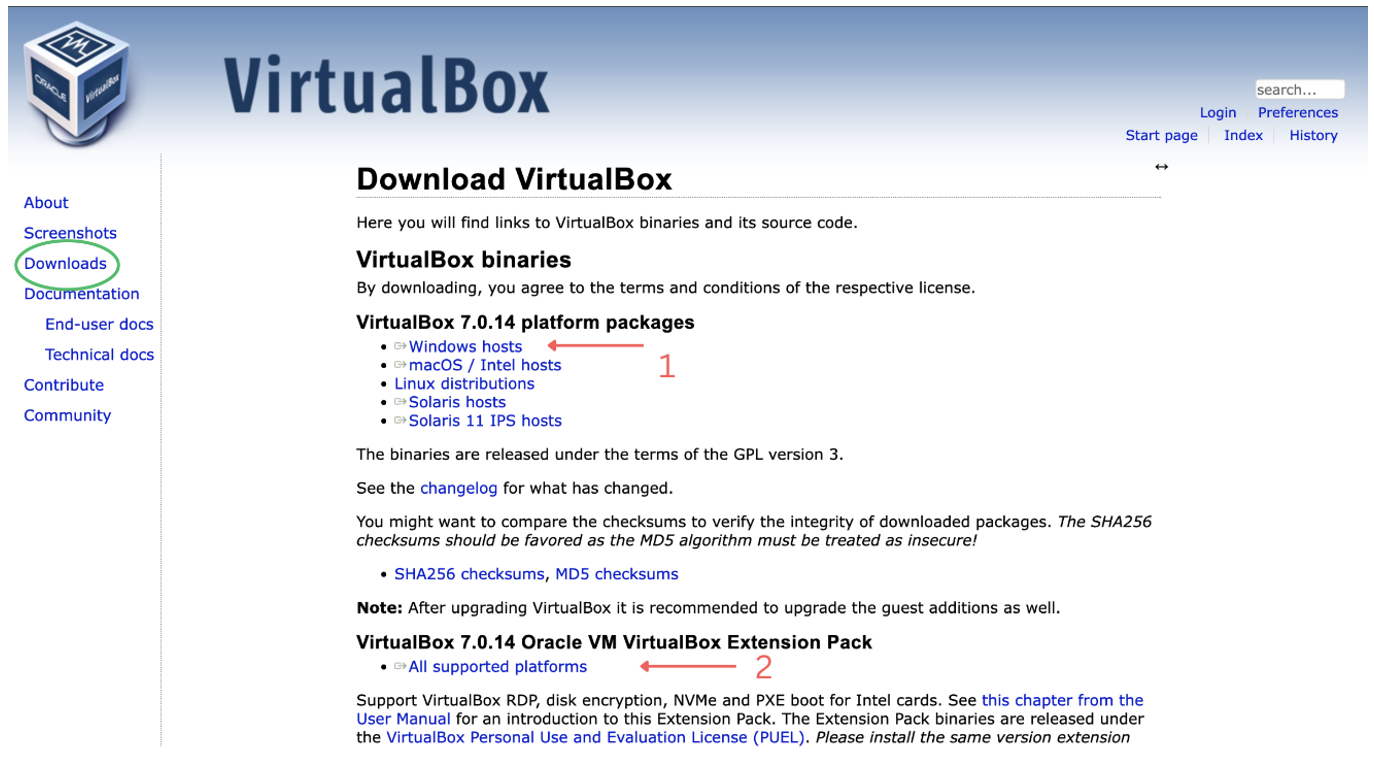 ORACLE
VirtualBox
VirtualBox
search...
Login Preferences
Start page Index History
About
Screenshots
Downloads
Documentation
End-user docs
Technical docs
Contribute
Community
Download VirtualBox
Here you will find links to VirtualBox binaries and its source code.
VirtualBox binaries
By downloading, you agree to the terms and conditions of the respective license.
VirtualBox 7.0.14 platform packages
• Windows hosts
1
• macOS / Intel hosts
• Linux distributions
• Solaris hosts
• Solaris 11 IPS hosts
The binaries are released under the terms of the GPL version 3.
See the changelog for what has changed.
You might want to compare the checksums to verify the integrity of downloaded packages. The SHA256
checksums should be favored as the MD5 algorithm must be treated as insecure!
• SHA256 checksums, MD5 checksums
Note: After upgrading VirtualBox it is recommended to upgrade the guest additions as well.
VirtualBox 7.0.14 Oracle VM VirtualBox Extension Pack
• All supported platforms
2
Support VirtualBox RDP, disk encryption, NVMe and PXE boot for Intel cards. See this chapter from the
User Manual for an introduction to this Extension Pack. The Extension Pack binaries are released under
the VirtualBox Personal Use and Evaluation License (PUEL). Please install the same version extension